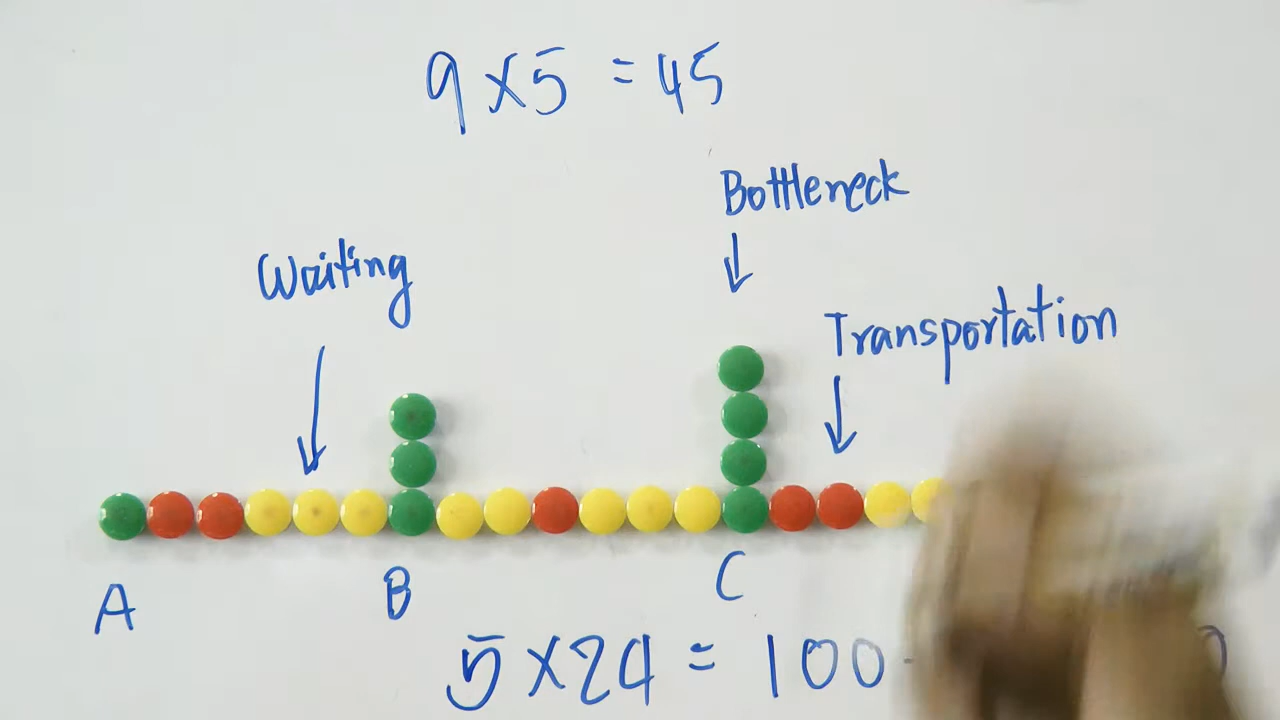 9 x 5 = 45
Bottleneck
Waiting
Transportation
A B C
5 x 24 = 100